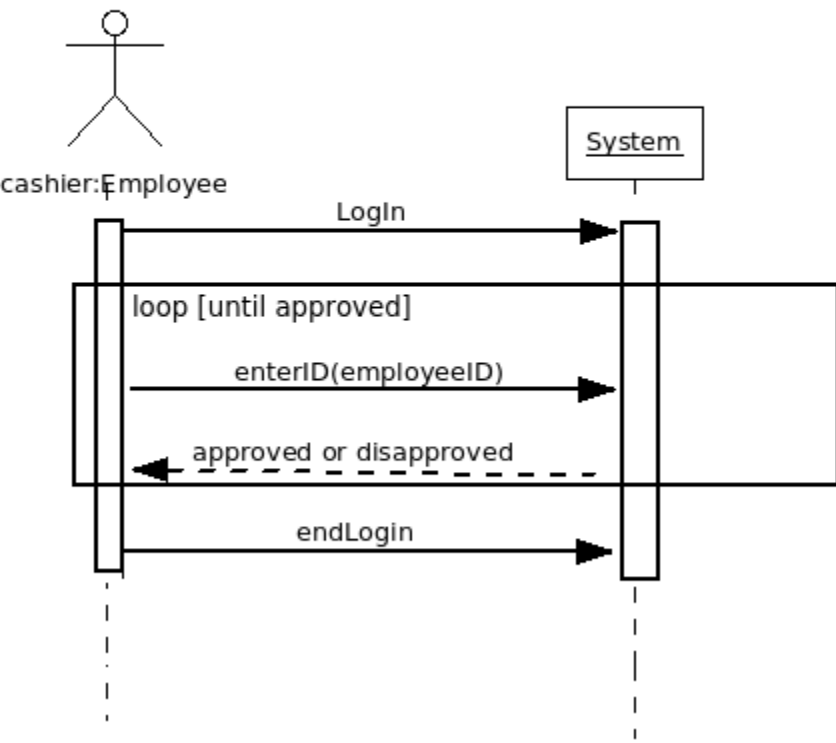 System
cashier:Employee
LogIn
loop [until approved]
enterID(employeeID)
approved or disapproved
endLogin